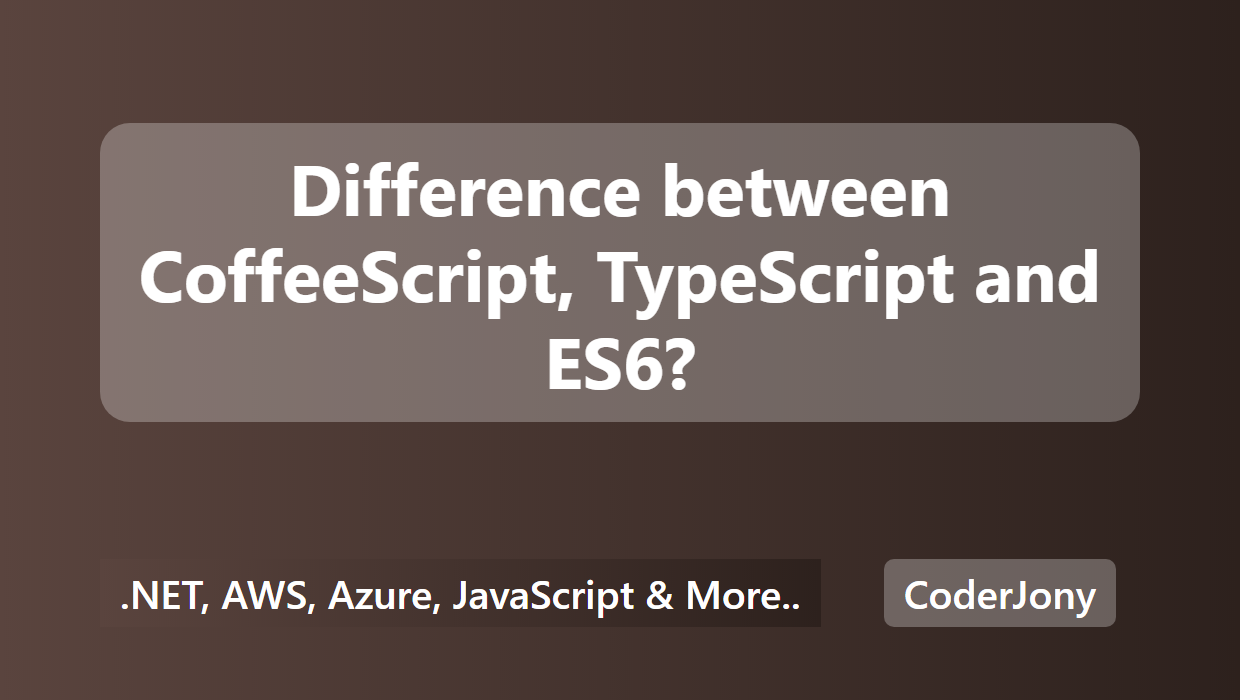 Difference between
CoffeeScript, TypeScript and
ES6?
.NET, AWS, Azure, JavaScript & More..
CoderJony